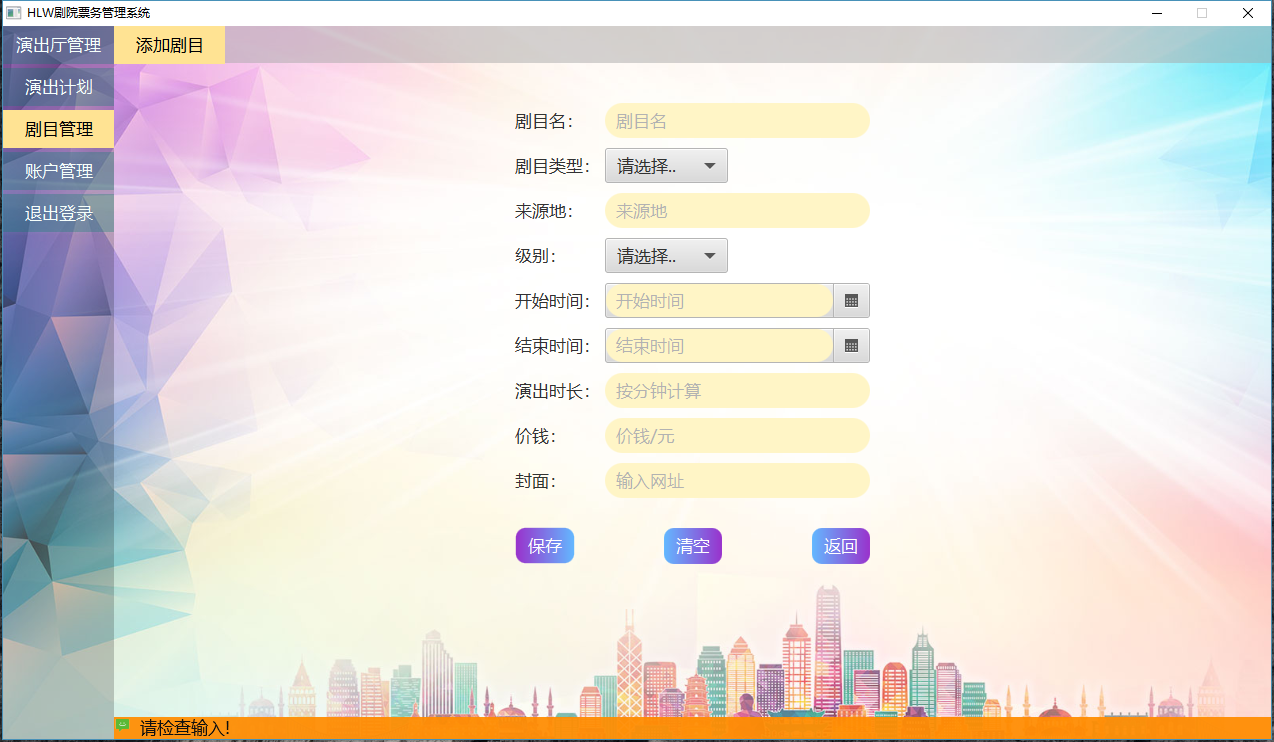 HLW剧院票务管理系统
演出厅管理
添加剧目
演出计划
剧目管理
账户管理
退出登录
剧目名：
剧目名
剧目类型：
请选择..
来源地：
来源地
级别：
请选择..
开始时间：
开始时间
结束时间：
结束时间
演出时长：
按分钟计算
价钱：
价钱/元
封面：
输入网址
保存
清空
返回
请检查输入!